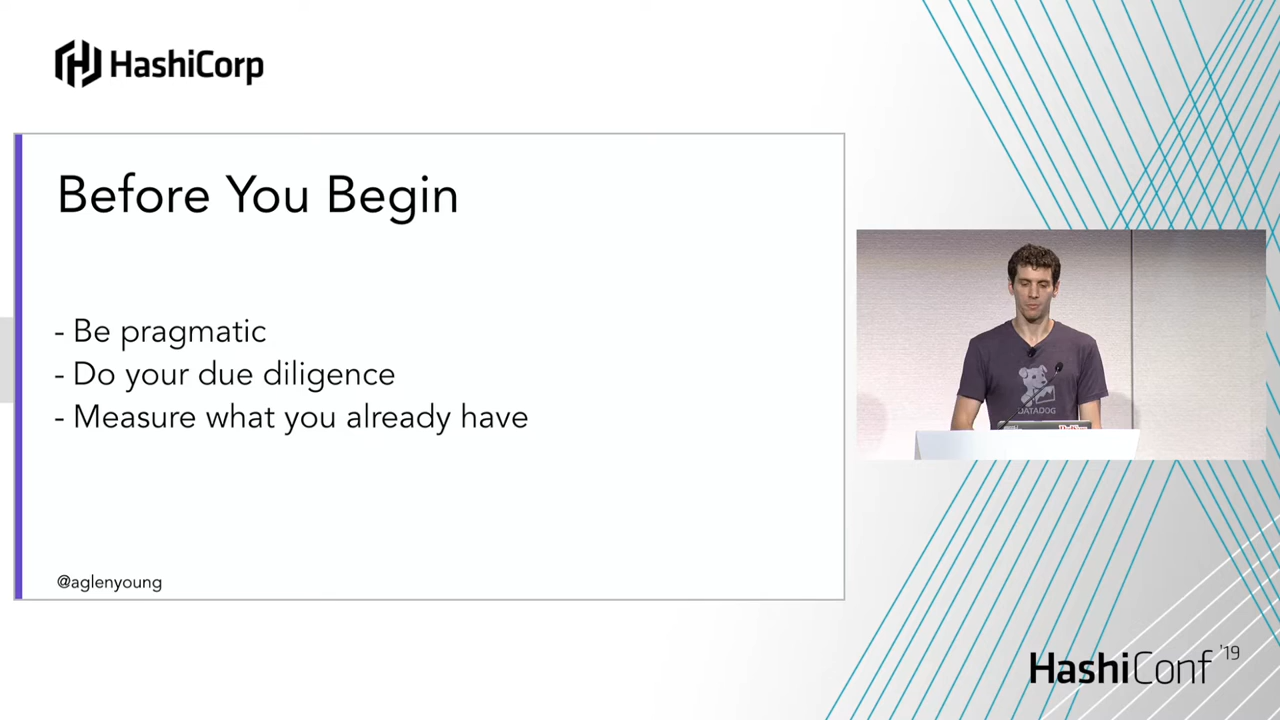 HashiCorp
Before You Begin
- Be pragmatic
- Do your due diligence
- Measure what you already have
@aglenyoung
DATADOG
HashiConf '19